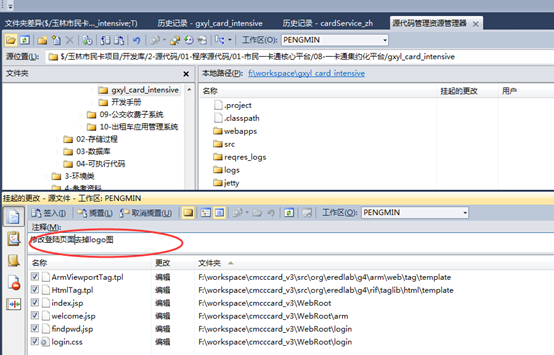 文件差异($/玉林市民卡..._intensive;T) 历史记录 - gxyl_card_intensive 历史记录 - cardService_zh 源代码管理资源管理器
工作区(O): PENGMIN
源位置(L): $/玉林市民卡项目/开发库/2-源代码/01-程序源代码/01-市民一卡通核心平台/08-一卡通集约化平台/gxyl_card_intensive
文件夹
gxyl_card_intensive
开发手册
09-公交收费子系统
10-出租车应用管理系统
02-存储过程
03-数据库
04-可执行代码
3-环境类
4-参考资料
本地路径(P): f:\workspace\gxyl_card_intensive
名称 挂起的更改 用户
.project
.classpath
webapps
src
reqres_logs
logs
jetty
挂起的更改 - 源文件 - 工作区: PENGMIN
签入(I) 搁置(L) 取消搁置(U) 工作区(O): PENGMIN
注释(M):
修改登陆页面去掉logo图
名称 更改 文件夹
ArmViewportTag.tpl 编辑 F:\workspace\cmcccard_v3\src\org\eredlab\g4\arm\web\tag\template
HtmlTag.tpl 编辑 F:\workspace\cmcccard_v3\src\org\eredlab\g4\rif\taglib\html\template
index.jsp 编辑 F:\workspace\cmcccard_v3\WebRoot
welcome.jsp 编辑 F:\workspace\cmcccard_v3\WebRoot\arm
findpwd.jsp 编辑 F:\workspace\cmcccard_v3\WebRoot\login
login.css 编辑 F:\workspace\cmcccard_v3\WebRoot\login